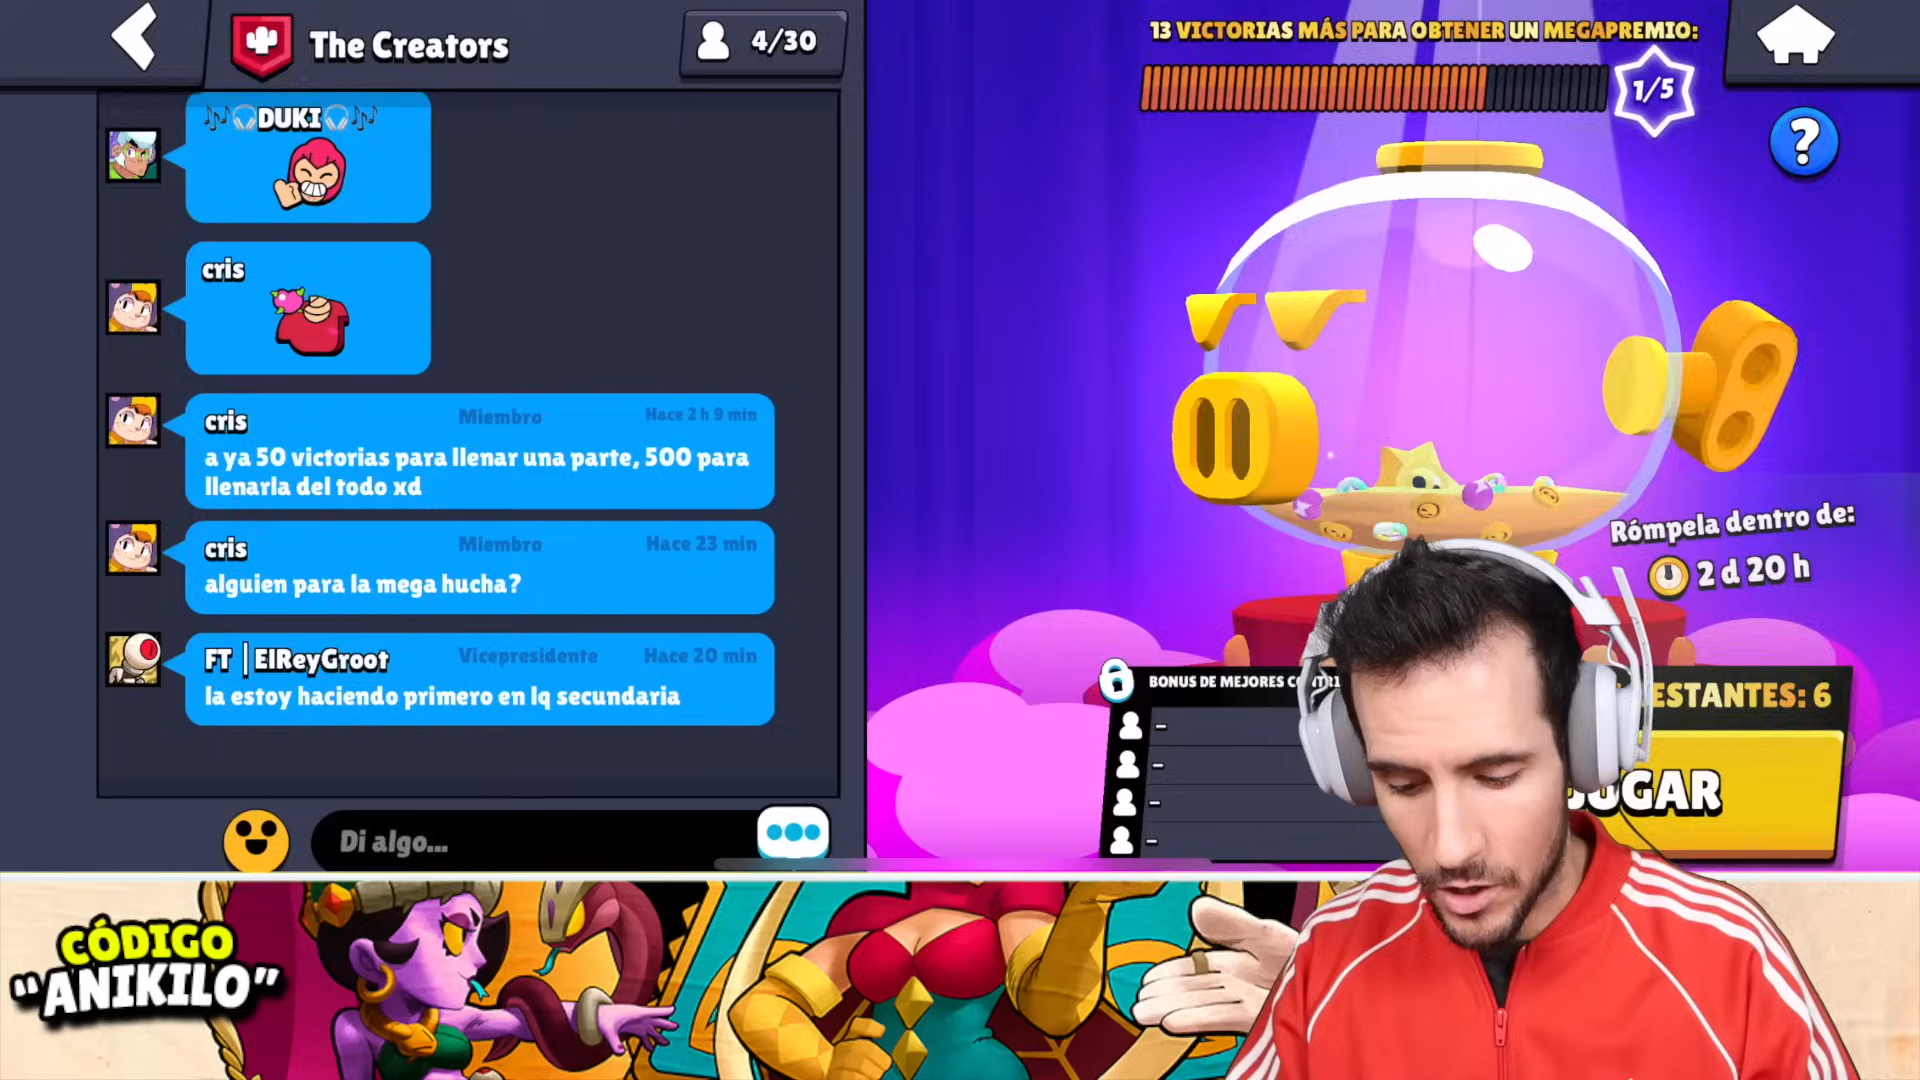 The Creators
4/30
🎶🎧DUKI🎧🎶
cris
cris Miembro Hace 2 h 9 min
a ya 50 victorias para llenar una parte, 500 para
llenarla del todo xd
cris Miembro Hace 23 min
alguien para la mega hucha?
FT | ElReyGroot Vicepresidente Hace 20 min
la estoy haciendo primero en lq secundaria
Di algo...
13 VICTORIAS MÁS PARA OBTENER UN MEGAPREMIO:
1/5
?
Rómpela dentro de:
2 d 20 h
BONUS DE MEJORES
ESTANTES: 6
JUGAR
CÓDIGO
"ANIKILO"